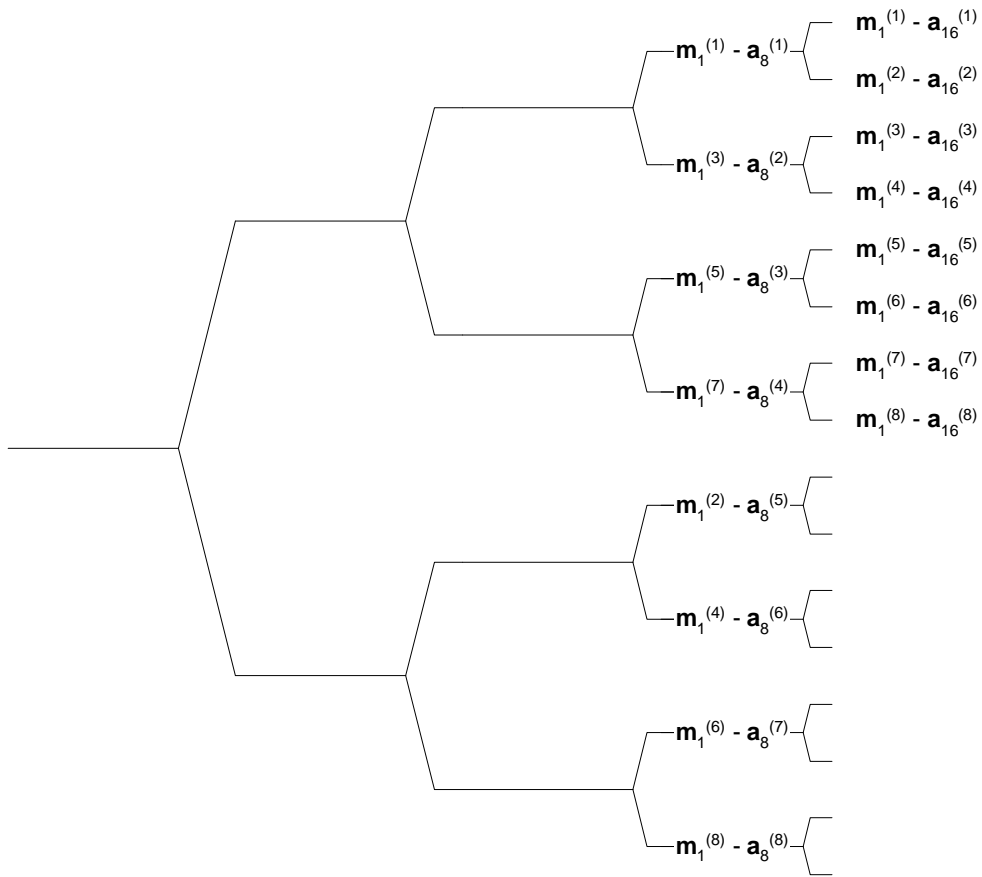 m₁⁽¹⁾ - a₁₆⁽¹⁾
m₁⁽¹⁾ - a₈⁽¹⁾
m₁⁽²⁾ - a₁₆⁽²⁾
m₁⁽³⁾ - a₁₆⁽³⁾
m₁⁽³⁾ - a₈⁽²⁾
m₁⁽⁴⁾ - a₁₆⁽⁴⁾
m₁⁽⁵⁾ - a₁₆⁽⁵⁾
m₁⁽⁵⁾ - a₈⁽³⁾
m₁⁽⁶⁾ - a₁₆⁽⁶⁾
m₁⁽⁷⁾ - a₁₆⁽⁷⁾
m₁⁽⁷⁾ - a₈⁽⁴⁾
m₁⁽⁸⁾ - a₁₆⁽⁸⁾
m₁⁽²⁾ - a₈⁽⁵⁾
m₁⁽⁴⁾ - a₈⁽⁶⁾
m₁⁽⁶⁾ - a₈⁽⁷⁾
m₁⁽⁸⁾ - a₈⁽⁸⁾